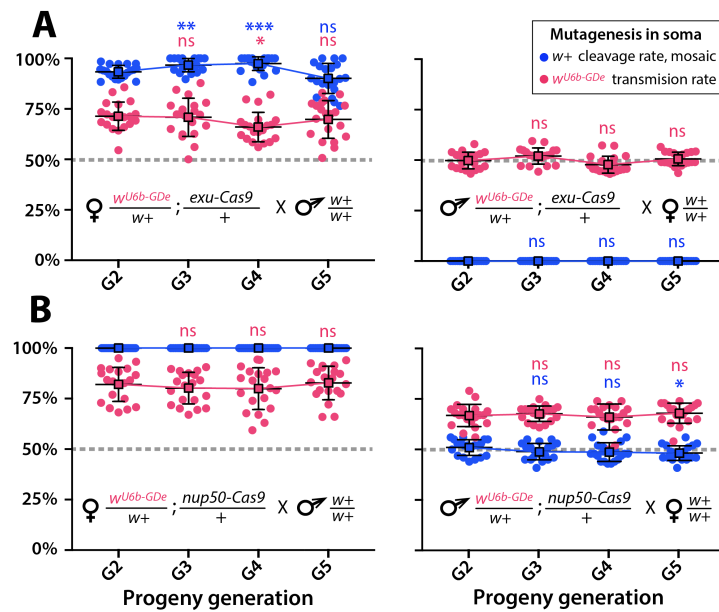 A
Mutagenesis in soma
w+ cleavage rate, mosaic
wU6b-GDe transmision rate
** *** ns
ns * ns
100%
75%
50%
25%
0%
♀ wU6b-GDe / w+ ; exu-Cas9 / + X ♂ w+ / w+
G2 G3 G4 G5
ns ns ns
ns ns ns
♂ wU6b-GDe / w+ ; exu-Cas9 / + X ♀ w+ / w+
G2 G3 G4 G5
B
ns ns ns
100%
75%
50%
25%
0%
♀ wU6b-GDe / w+ ; nup50-Cas9 / + X ♂ w+ / w+
G2 G3 G4 G5
Progeny generation
ns ns ns
ns ns *
♂ wU6b-GDe / w+ ; nup50-Cas9 / + X ♀ w+ / w+
G2 G3 G4 G5
Progeny generation